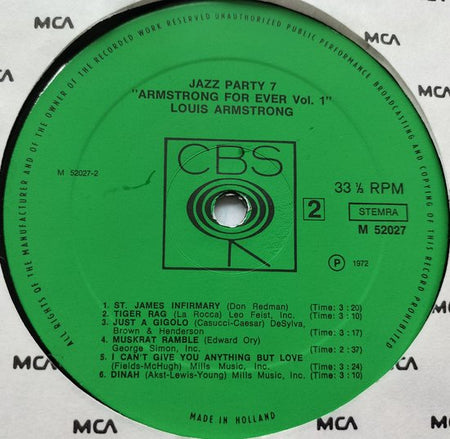 MCA
MCA
MCA
ALL RIGHTS OF THE MANUFACTURER AND OF THE OWNER OF THE RECORDED WORK RESERVED UNAUTHORIZED PUBLIC PERFORMANCE BROADCASTING AND COPYING OF THIS RECORD PROHIBITED
JAZZ PARTY 7
"ARMSTRONG FOR EVER Vol. 1"
LOUIS ARMSTRONG
CBS
M 52027-2
2
33 ⅓ RPM
STEMRA
M 52027
P 1972
1. ST. JAMES INFIRMARY (Don Redman) (Time: 3 : 20)
2. TIGER RAG (La Rocca) Leo Feist, Inc. (Time: 3 : 10)
3. JUST A GIGOLO (Casucci-Caesar) DeSylva,
Brown & Henderson (Time: 3 : 17)
4. MUSKRAT RAMBLE (Edward Ory)
George Simon, Inc. (Time: 2 : 37)
5. I CAN'T GIVE YOU ANYTHING BUT LOVE
(Fields-McHugh) Mills Music, Inc. (Time: 3 : 24)
6. DINAH (Akst-Lewis-Young) Mills Music, Inc. (Time: 3 : 10)
MADE IN HOLLAND
MCA
MCA
MCA